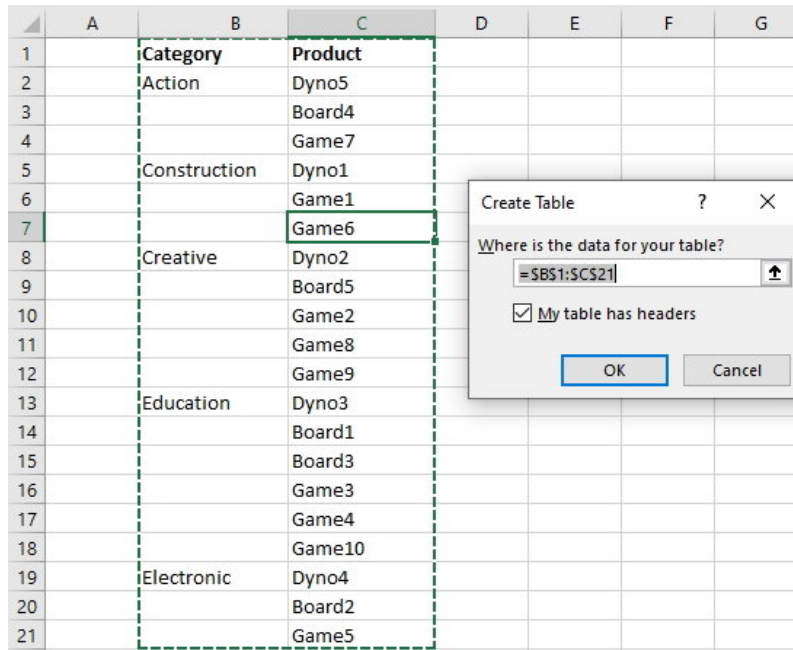 A B C D E F G
1 Category Product
2 Action Dyno5
3 Board4
4 Game7
5 Construction Dyno1
6 Game1
7 Game6
8 Creative Dyno2
9 Board5
10 Game2
11 Game8
12 Game9
13 Education Dyno3
14 Board1
15 Board3
16 Game3
17 Game4
18 Game10
19 Electronic Dyno4
20 Board2
21 Game5
Create Table ?
Where is the data for your table?
=$B$1:$C$21
My table has headers
OK Cancel